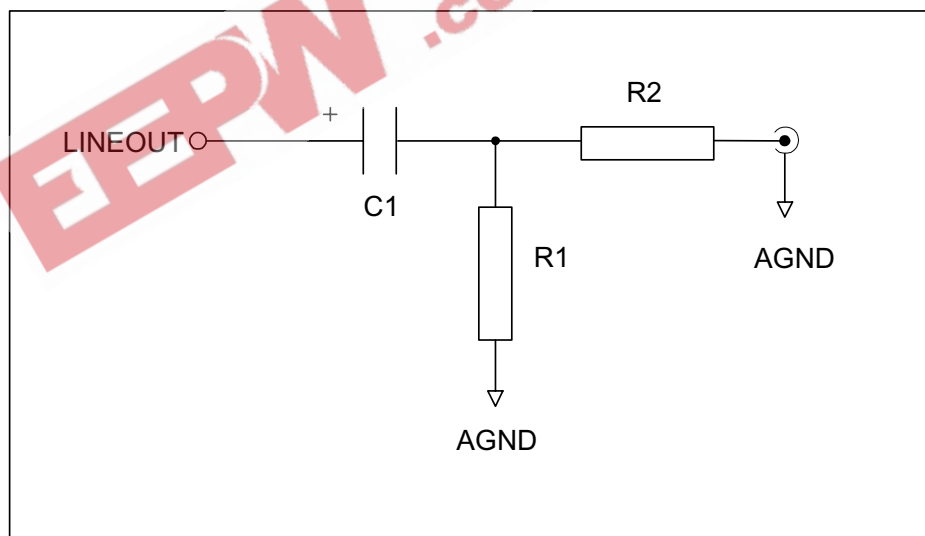 EEPW.co
R2
LINEOUT
+
C1
R1
AGND
AGND